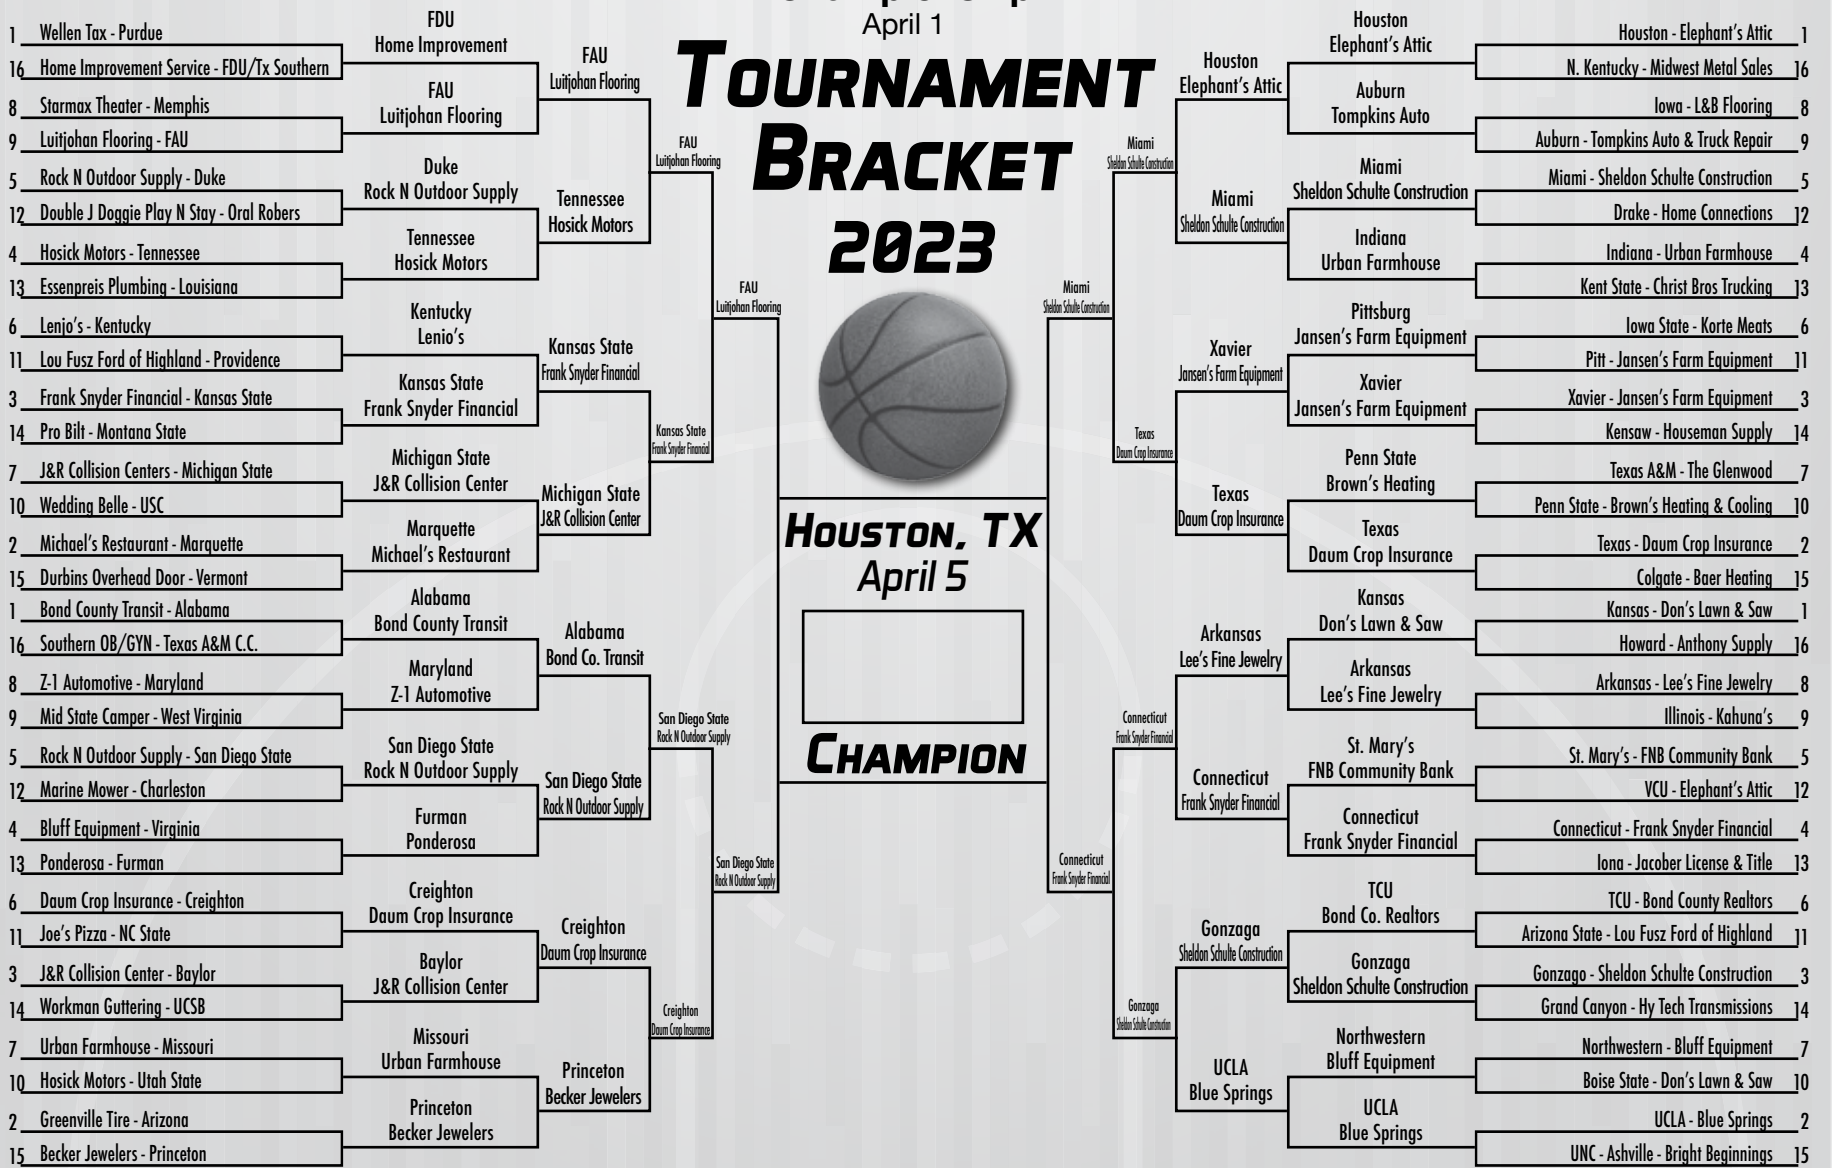 April 1
TOURNAMENT
BRACKET
2023
1 Wellen Tax - Purdue
16 Home Improvement Service - FDU/Tx Southern
8 Starmax Theater - Memphis
9 Luitjohan Flooring - FAU
5 Rock N Outdoor Supply - Duke
12 Double J Doggie Play N Stay - Oral Robers
4 Hosick Motors - Tennessee
13 Essenpreis Plumbing - Louisiana
6 Lenjo's - Kentucky
11 Lou Fusz Ford of Highland - Providence
3 Frank Snyder Financial - Kansas State
14 Pro Bilt - Montana State
7 J&R Collision Centers - Michigan State
10 Wedding Belle - USC
2 Michael's Restaurant - Marquette
15 Durbins Overhead Door - Vermont
1 Bond County Transit - Alabama
16 Southern OB/GYN - Texas A&M C.C.
8 Z-1 Automotive - Maryland
9 Mid State Camper - West Virginia
5 Rock N Outdoor Supply - San Diego State
12 Marine Mower - Charleston
4 Bluff Equipment - Virginia
13 Ponderosa - Furman
6 Daum Crop Insurance - Creighton
11 Joe's Pizza - NC State
3 J&R Collision Center - Baylor
14 Workman Guttering - UCSB
7 Urban Farmhouse - Missouri
10 Hosick Motors - Utah State
2 Greenville Tire - Arizona
15 Becker Jewelers - Princeton
FDU
Home Improvement
FAU
Luitjohan Flooring
Duke
Rock N Outdoor Supply
Tennessee
Hosick Motors
Kentucky
Lenio's
Kansas State
Frank Snyder Financial
Michigan State
J&R Collision Center
Marquette
Michael's Restaurant
Alabama
Bond County Transit
Maryland
Z-1 Automotive
San Diego State
Rock N Outdoor Supply
Furman
Ponderosa
Creighton
Daum Crop Insurance
Baylor
J&R Collision Center
Missouri
Urban Farmhouse
Princeton
Becker Jewelers
FAU
Luitjohan Flooring
Tennessee
Hosick Motors
Kansas State
Frank Snyder Financial
Michigan State
J&R Collision Center
Alabama
Bond Co. Transit
San Diego State
Rock N Outdoor Supply
Creighton
Daum Crop Insurance
Princeton
Becker Jewelers
FAU
Luitjohan Flooring
Kansas State
Frank Snyder Financial
San Diego State
Rock N Outdoor Supply
Creighton
Daum Crop Insurance
FAU
Luitjohan Flooring
San Diego State
Rock N Outdoor Supply
HOUSTON, TX
April 5
CHAMPION
Miami
Sheldon Schulte Construction
Connecticut
Frank Snyder Financial
Miami
Sheldon Schulte Construction
Texas
Daum Crop Insurance
Connecticut
Frank Snyder Financial
Gonzaga
Sheldon Schulte Construction
Houston
Elephant's Attic
Miami
Sheldon Schulte Construction
Xavier
Jansen's Farm Equipment
Texas
Daum Crop Insurance
Arkansas
Lee's Fine Jewelry
Connecticut
Frank Snyder Financial
Gonzaga
Sheldon Schulte Construction
UCLA
Blue Springs
Houston
Elephant's Attic
Auburn
Tompkins Auto
Miami
Sheldon Schulte Construction
Indiana
Urban Farmhouse
Pittsburg
Jansen's Farm Equipment
Xavier
Jansen's Farm Equipment
Penn State
Brown's Heating
Texas
Daum Crop Insurance
Kansas
Don's Lawn & Saw
Arkansas
Lee's Fine Jewelry
St. Mary's
FNB Community Bank
Connecticut
Frank Snyder Financial
TCU
Bond Co. Realtors
Gonzaga
Sheldon Schulte Construction
Northwestern
Bluff Equipment
UCLA
Blue Springs
Houston - Elephant's Attic 1
N. Kentucky - Midwest Metal Sales 16
Iowa - L&B Flooring 8
Auburn - Tompkins Auto & Truck Repair 9
Miami - Sheldon Schulte Construction 5
Drake - Home Connections 12
Indiana - Urban Farmhouse 4
Kent State - Christ Bros Trucking 13
Iowa State - Korte Meats 6
Pitt - Jansen's Farm Equipment 11
Xavier - Jansen's Farm Equipment 3
Kensaw - Houseman Supply 14
Texas A&M - The Glenwood 7
Penn State - Brown's Heating & Cooling 10
Texas - Daum Crop Insurance 2
Colgate - Baer Heating 15
Kansas - Don's Lawn & Saw 1
Howard - Anthony Supply 16
Arkansas - Lee's Fine Jewelry 8
Illinois - Kahuna's 9
St. Mary's - FNB Community Bank 5
VCU - Elephant's Attic 12
Connecticut - Frank Snyder Financial 4
Iona - Jacober License & Title 13
TCU - Bond County Realtors 6
Arizona State - Lou Fusz Ford of Highland 11
Gonzago - Sheldon Schulte Construction 3
Grand Canyon - Hy Tech Transmissions 14
Northwestern - Bluff Equipment 7
Boise State - Don's Lawn & Saw 10
UCLA - Blue Springs 2
UNC - Ashville - Bright Beginnings 15